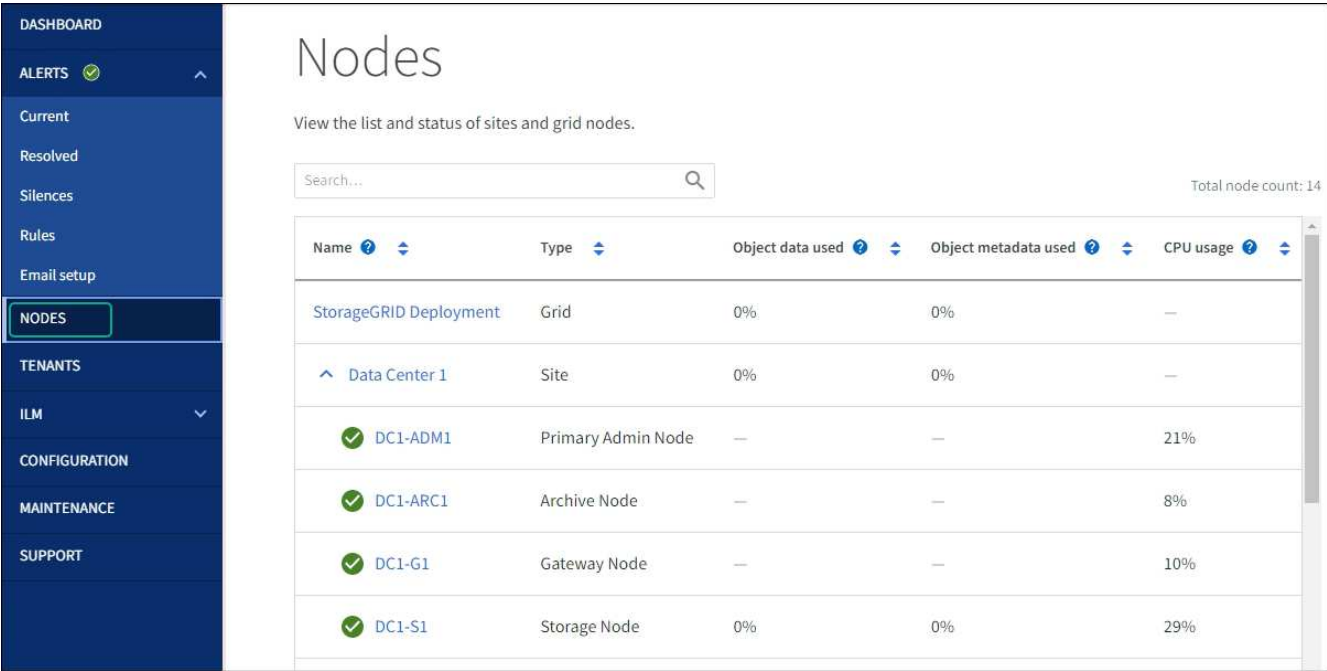 DASHBOARD
ALERTS
Current
Resolved
Silences
Rules
Email setup
NODES
TENANTS
ILM
CONFIGURATION
MAINTENANCE
SUPPORT
Nodes
View the list and status of sites and grid nodes.
Search...
Total node count: 14
Name ? Type Object data used ? Object metadata used ? CPU usage ?
StorageGRID Deployment Grid 0% 0% —
Data Center 1 Site 0% 0% —
DC1-ADM1 Primary Admin Node — — 21%
DC1-ARC1 Archive Node — — 8%
DC1-G1 Gateway Node — — 10%
DC1-S1 Storage Node 0% 0% 29%